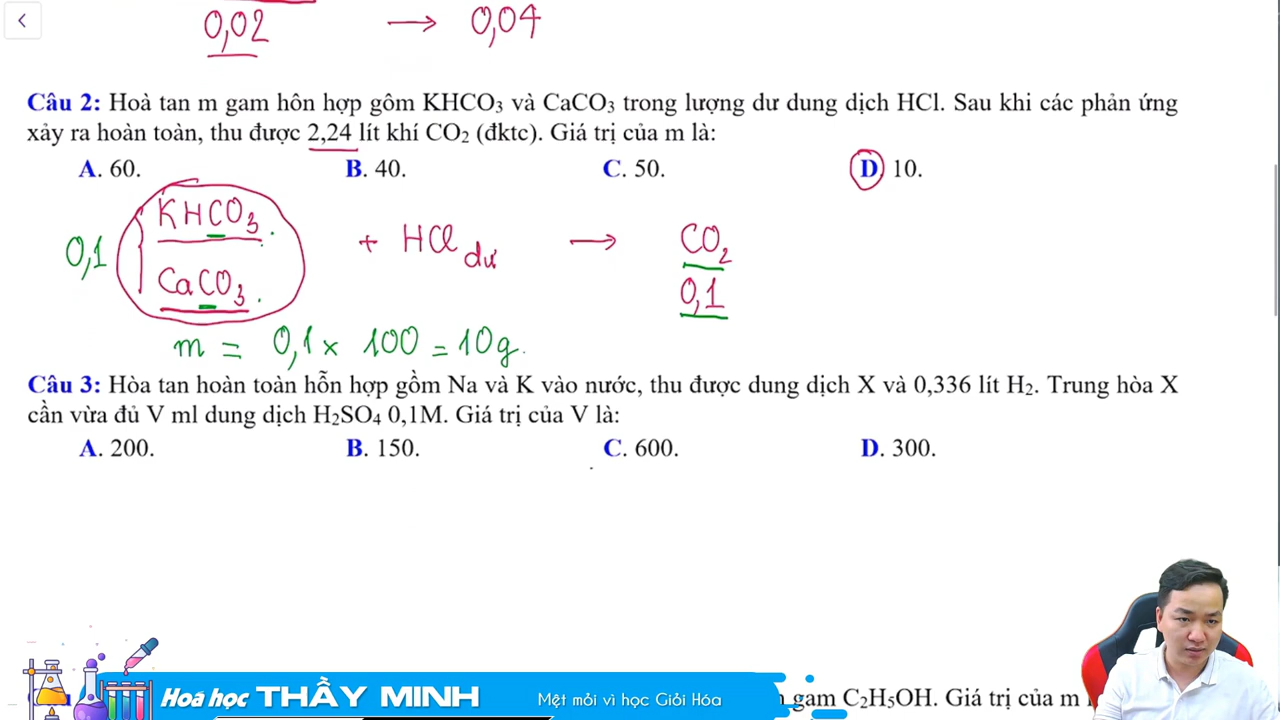 0,02 → 0,04
Câu 2: Hoà tan m gam hôn hợp gôm KHCO₃ và CaCO₃ trong lượng dư dung dịch HCl. Sau khi các phản ứng
xảy ra hoàn toàn, thu được 2,24 lít khí CO₂ (đktc). Giá trị của m là:
A. 60. B. 40. C. 50. D. 10.
KHCO₃
0,1 + HCl dư → CO₂
CaCO₃ 0,1
m = 0,1 x 100 = 10g
Câu 3: Hòa tan hoàn toàn hỗn hợp gồm Na và K vào nước, thu được dung dịch X và 0,336 lít H₂. Trung hòa X
cần vừa đủ V ml dung dịch H₂SO₄ 0,1M. Giá trị của V là:
A. 200. B. 150. C. 600. D. 300.
Hoá học THẦY MINH Mệt mỏi vì học Giỏi Hóa
gam C₂H₅OH. Giá trị của m